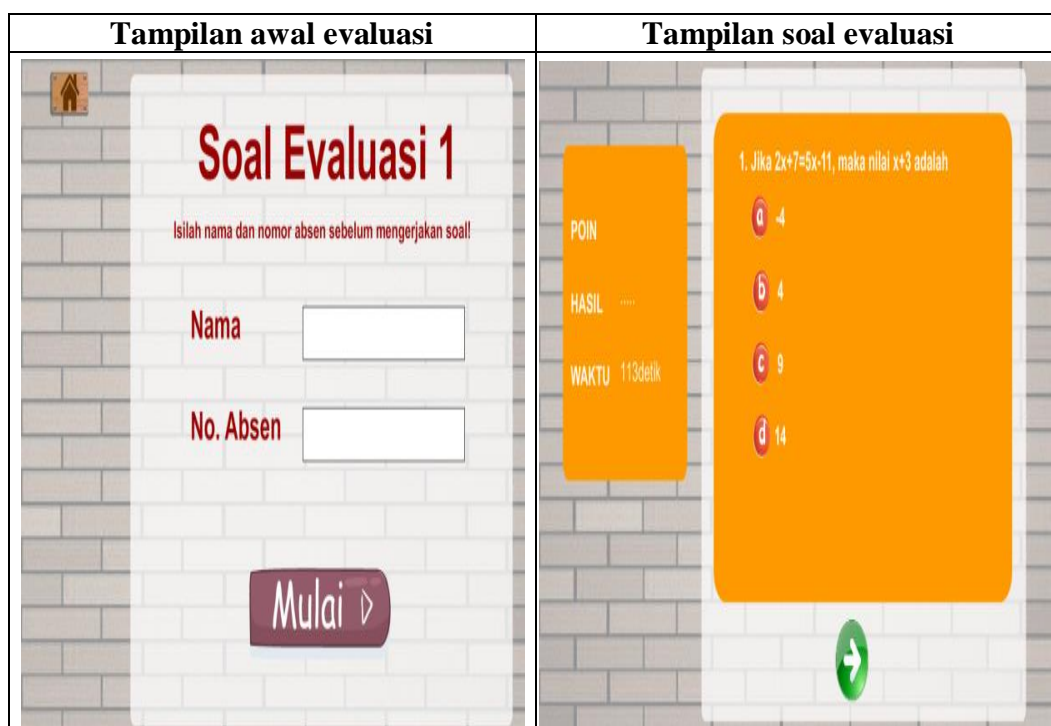 Tampilan awal evaluasi
Soal Evaluasi 1
Isilah nama dan nomor absen sebelum mengerjakan soal!
Nama
No. Absen
Mulai
Tampilan soal evaluasi
POIN
HASIL .....
WAKTU 113detik
1. Jika 2x+7=5x-11, maka nilai x+3 adalah
a -4
b 4
c 9
d 14